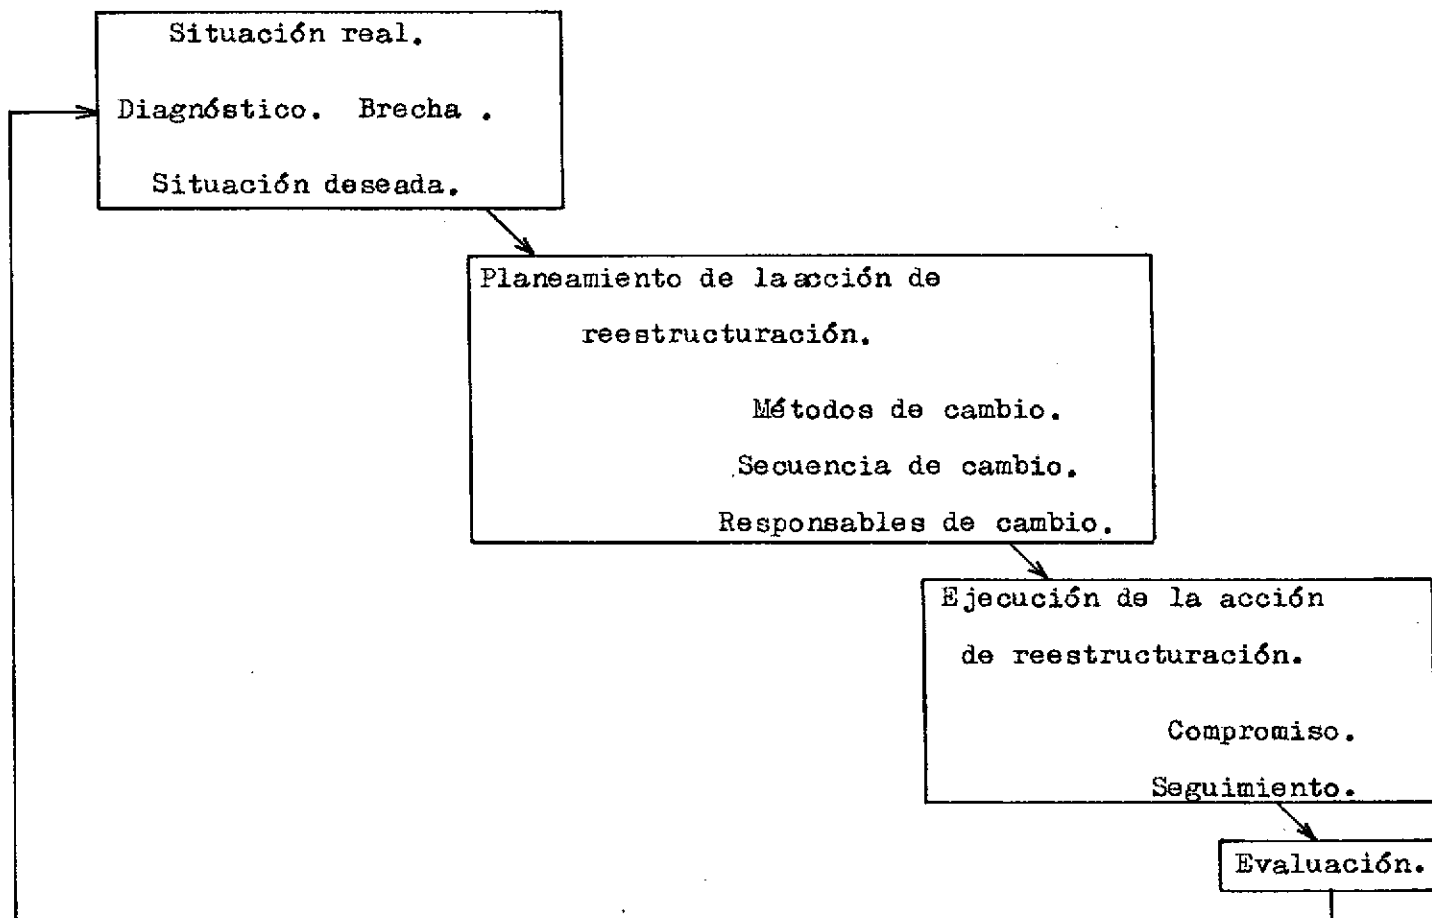 Situación real.
Diagnóstico. Brecha .
Situación deseada.
Planeamiento de la acción de
reestructuración.
Métodos de cambio.
Secuencia de cambio.
Responsables de cambio.
Ejecución de la acción
de reestructuración.
Compromiso.
Seguimiento.
Evaluación.